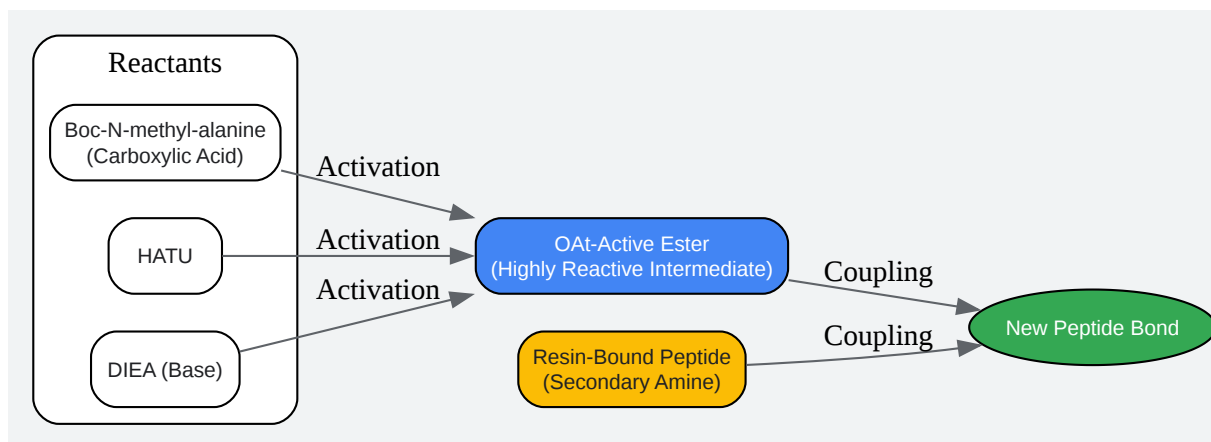 Reactants
Boc-N-methyl-alanine
(Carboxylic Acid)
Activation
HATU
Activation
OAt-Active Ester
(Highly Reactive Intermediate)
Activation
DIEA (Base)
Coupling
Resin-Bound Peptide
(Secondary Amine)
Coupling
New Peptide Bond